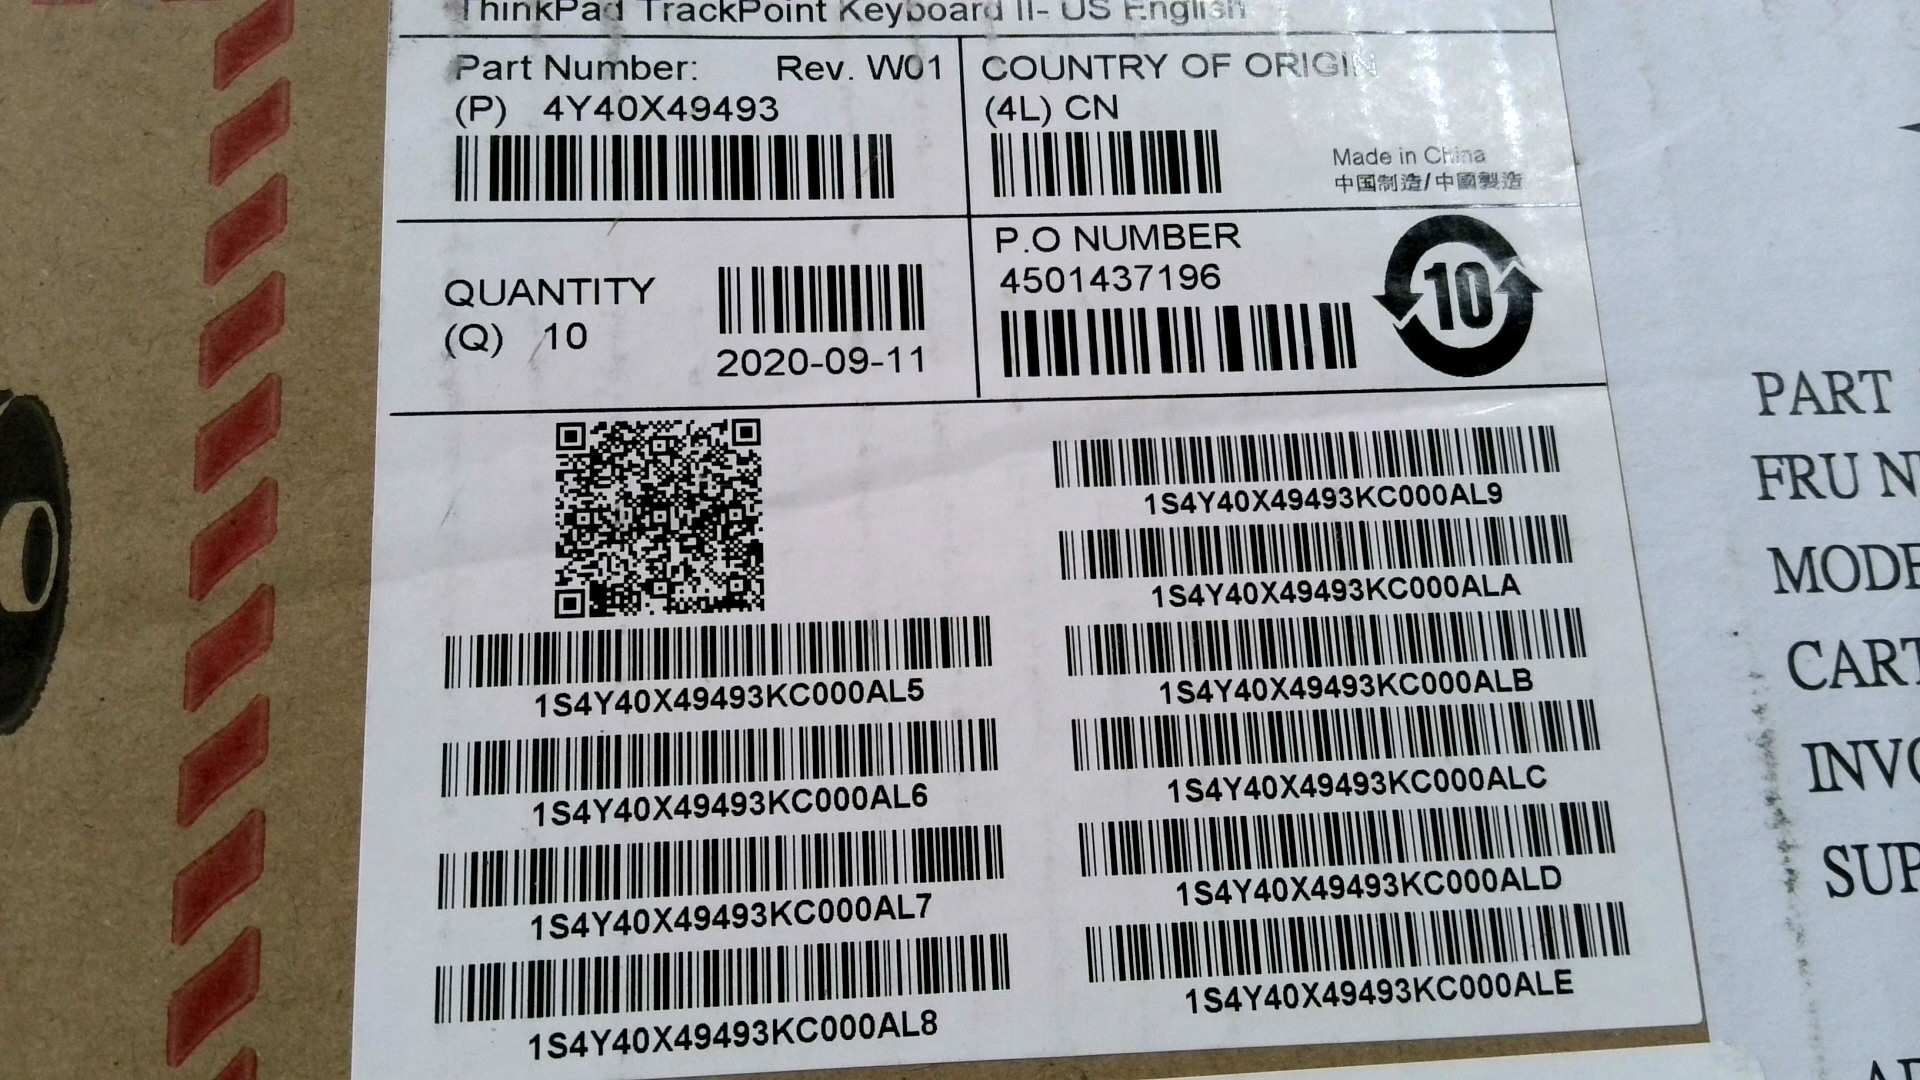 ThinkPad TrackPoint Keyboard II- US English
Part Number: Rev. W01
(P) 4Y40X49493
COUNTRY OF ORIGIN
(4L) CN
Made in China
中国制造/中國製造
QUANTITY
(Q) 10
2020-09-11
P.O NUMBER
4501437196
10
1S4Y40X49493KC000AL5
1S4Y40X49493KC000AL6
1S4Y40X49493KC000AL7
1S4Y40X49493KC000AL8
1S4Y40X49493KC000AL9
1S4Y40X49493KC000ALA
1S4Y40X49493KC000ALB
1S4Y40X49493KC000ALC
1S4Y40X49493KC000ALD
1S4Y40X49493KC000ALE
PART
FRU